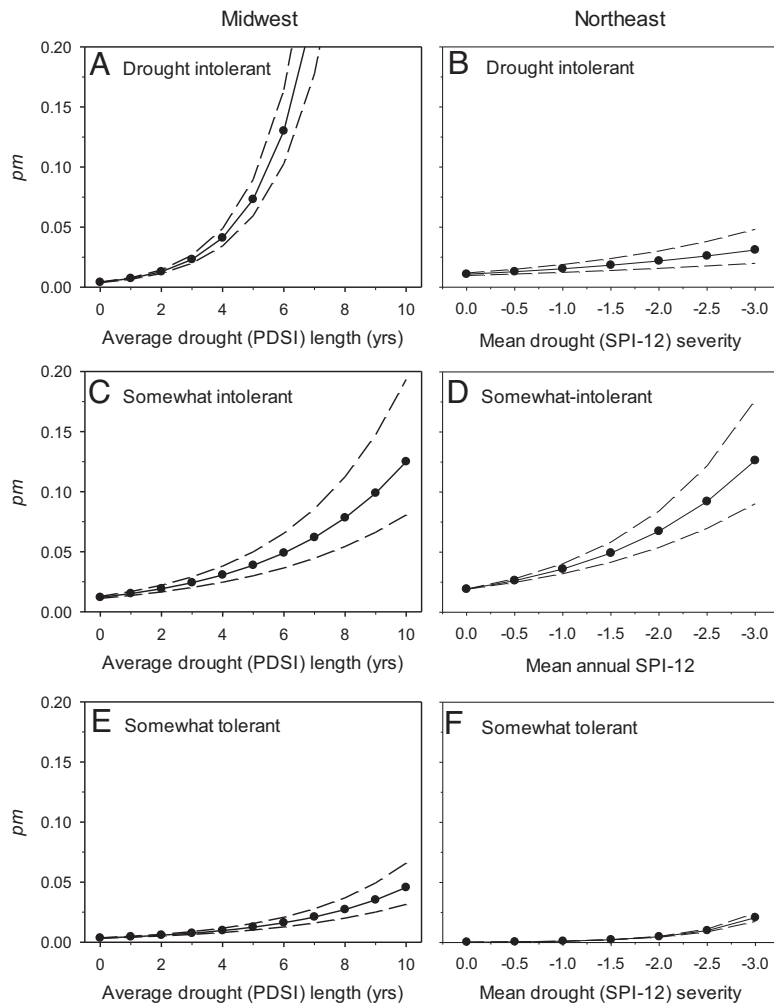 Midwest
Northeast
A Drought intolerant
B Drought intolerant
pm
0.20
0.15
0.10
0.05
0.00
0 2 4 6 8 10
0.0 -0.5 -1.0 -1.5 -2.0 -2.5 -3.0
Average drought (PDSI) length (yrs)
Mean drought (SPI-12) severity
C Somewhat intolerant
D Somewhat-intolerant
pm
0.20
0.15
0.10
0.05
0.00
0 2 4 6 8 10
0.0 -0.5 -1.0 -1.5 -2.0 -2.5 -3.0
Average drought (PDSI) length (yrs)
Mean annual SPI-12
E Somewhat tolerant
F Somewhat tolerant
pm
0.20
0.15
0.10
0.05
0.00
0 2 4 6 8 10
0.0 -0.5 -1.0 -1.5 -2.0 -2.5 -3.0
Average drought (PDSI) length (yrs)
Mean drought (SPI-12) severity